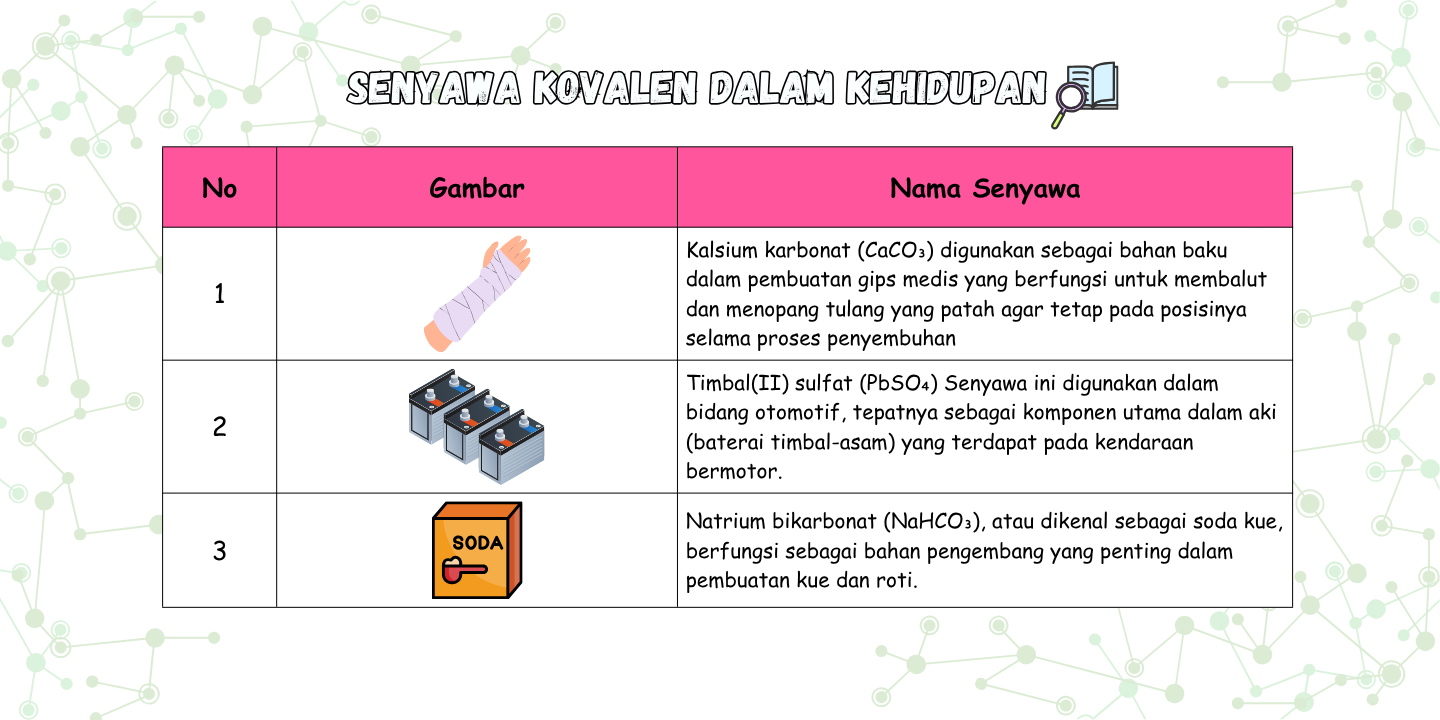 SENYAWA KOVALEN DALAM KEHIDUPAN
No
Gambar
Nama Senyawa
1
Kalsium karbonat (CaCO₃) digunakan sebagai bahan baku
dalam pembuatan gips medis yang berfungsi untuk membalut
dan menopang tulang yang patah agar tetap pada posisinya
selama proses penyembuhan
2
Timbal(II) sulfat (PbSO₄) Senyawa ini digunakan dalam
bidang otomotif, tepatnya sebagai komponen utama dalam aki
(baterai timbal-asam) yang terdapat pada kendaraan
bermotor.
3
SODA
Natrium bikarbonat (NaHCO₃), atau dikenal sebagai soda kue,
berfungsi sebagai bahan pengembang yang penting dalam
pembuatan kue dan roti.